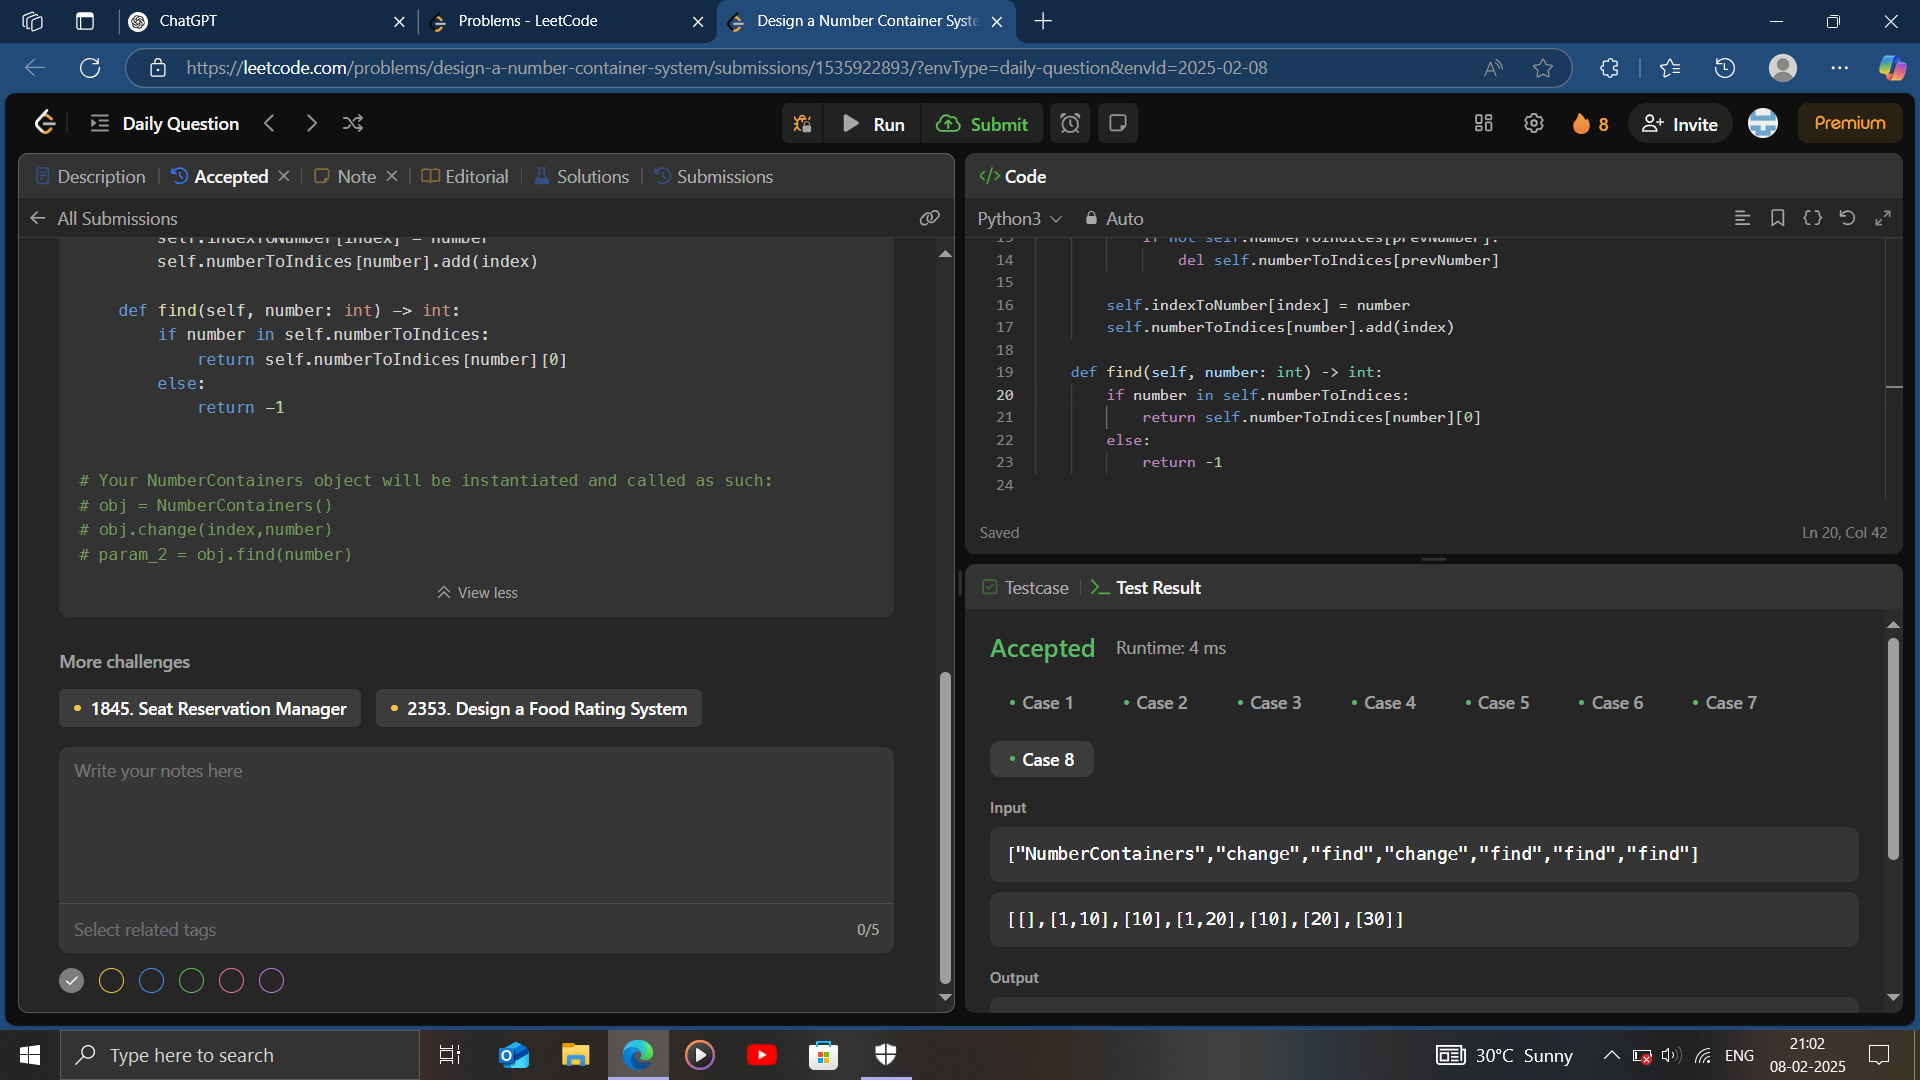 ChatGPT
Problems - LeetCode
Design a Number Container Syste
https://leetcode.com/problems/design-a-number-container-system/submissions/1535922893/?envType=daily-question&envId=2025-02-08
Daily Question
Run
Submit
8
Invite
Premium
Description
Accepted
Note
Editorial
Solutions
Submissions
All Submissions
self.indexToNumber[index] = number
self.numberToIndices[number].add(index)
def find(self, number: int) -> int:
if number in self.numberToIndices:
return self.numberToIndices[number][0]
else:
return -1
# Your NumberContainers object will be instantiated and called as such:
# obj = NumberContainers()
# obj.change(index,number)
# param_2 = obj.find(number)
View less
More challenges
1845. Seat Reservation Manager
2353. Design a Food Rating System
Write your notes here
Select related tags
0/5
</> Code
Python3
Auto
13 if not self.numberToIndices[prevNumber]:
14 del self.numberToIndices[prevNumber]
15
16 self.indexToNumber[index] = number
17 self.numberToIndices[number].add(index)
18
19 def find(self, number: int) -> int:
20 if number in self.numberToIndices:
21 return self.numberToIndices[number][0]
22 else:
23 return -1
24
Saved
Ln 20, Col 42
Testcase
Test Result
Accepted
Runtime: 4 ms
Case 1
Case 2
Case 3
Case 4
Case 5
Case 6
Case 7
Case 8
Input
["NumberContainers","change","find","change","find","find","find"]
[[],[1,10],[10],[1,20],[10],[20],[30]]
Output
Type here to search
30°C Sunny
ENG
21:02
08-02-2025